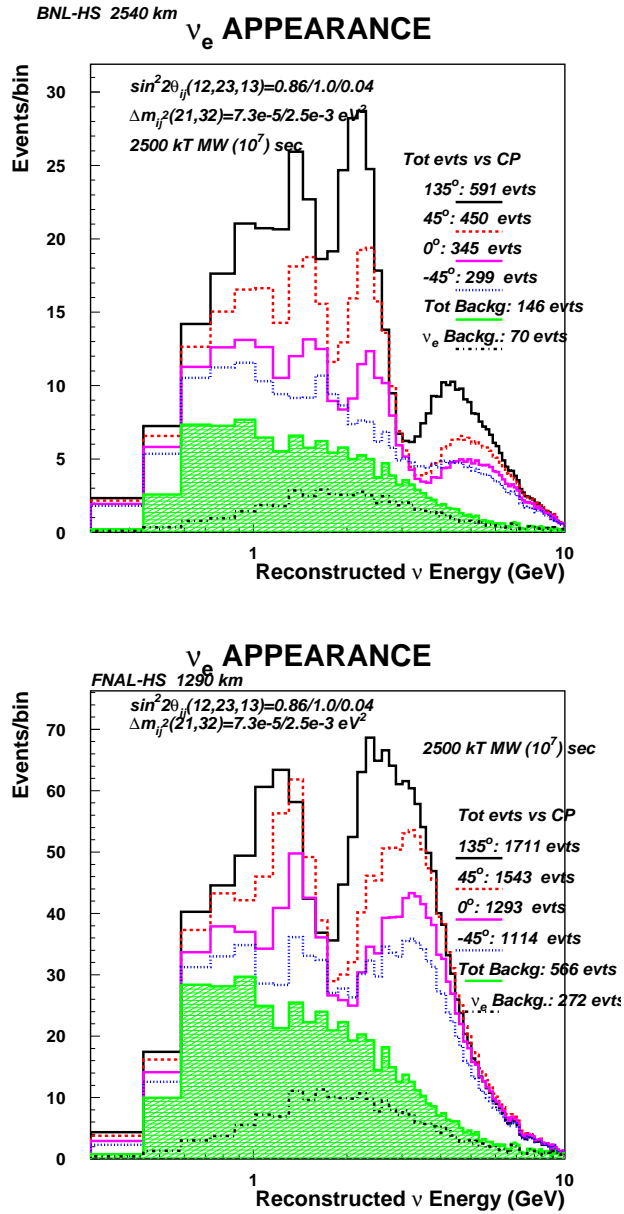 BNL-HS 2540 km
νe APPEARANCE
Events/bin
30
25
20
15
10
5
0
sin²2θij(12,23,13)=0.86/1.0/0.04
Δmij²(21,32)=7.3e-5/2.5e-3 eV²
2500 kT MW (10⁷) sec
Tot evts vs CP
135°: 591 evts
45°: 450 evts
0°: 345 evts
-45°: 299 evts
Tot Backg: 146 evts
νe Backg.: 70 evts
1 10
Reconstructed ν Energy (GeV)
νe APPEARANCE
FNAL-HS 1290 km
Events/bin
70
60
50
40
30
20
10
0
sin²2θij(12,23,13)=0.86/1.0/0.04
Δmij²(21,32)=7.3e-5/2.5e-3 eV²
2500 kT MW (10⁷) sec
Tot evts vs CP
135°: 1711 evts
45°: 1543 evts
0°: 1293 evts
-45°: 1114 evts
Tot Backg: 566 evts
νe Backg.: 272 evts
1 10
Reconstructed ν Energy (GeV)